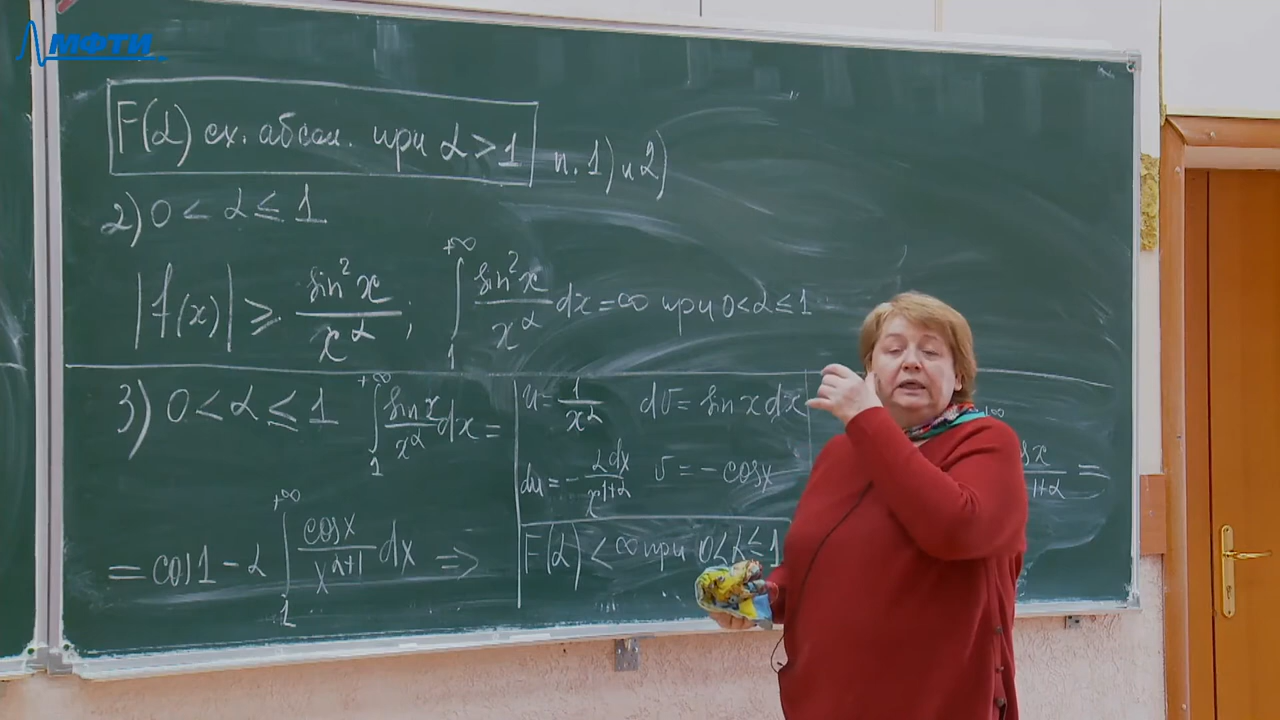 МФТИ
F(α) сх. абсол. при α > 1 п. 1) и 2)
2) 0 < α ≤ 1
|f(x)| ≥ sin²x / x^α ; ∫₁^{+∞} sin²x / x^α dx = ∞ при 0 < α ≤ 1
3) 0 < α ≤ 1 ∫₁^{+∞} sin x / x^α dx =
u = 1 / x^α dv = sin x dx
du = - α dx / x^{1+α} v = - cos x
= cos 1 - α ∫₁^{+∞} cos x / x^{α+1} dx ⇒
F(α) < ∞ при 0 < α ≤ 1